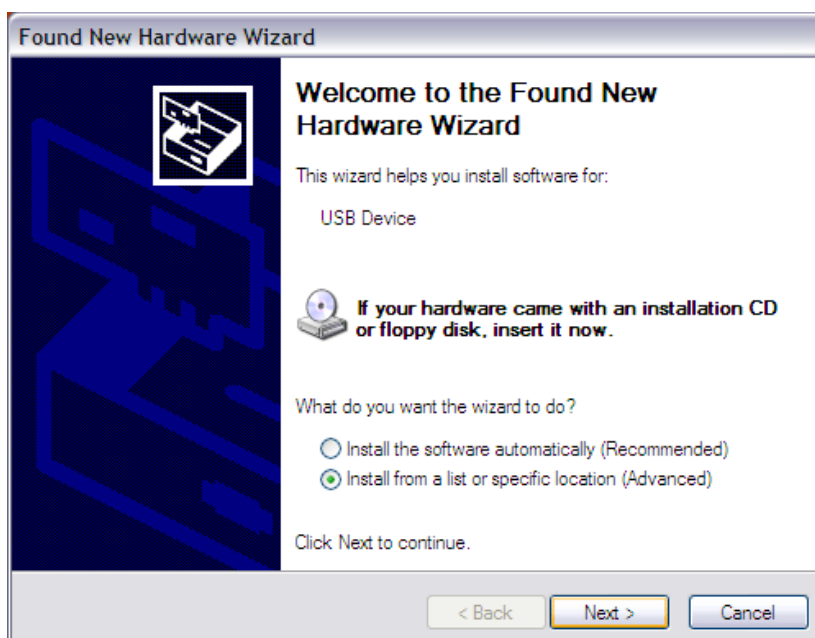 Found New Hardware Wizard
Welcome to the Found New
Hardware Wizard
This wizard helps you install software for:
USB Device
If your hardware came with an installation CD
or floppy disk, insert it now.
What do you want the wizard to do?
Install the software automatically (Recommended)
Install from a list or specific location (Advanced)
Click Next to continue.
< Back Next > Cancel